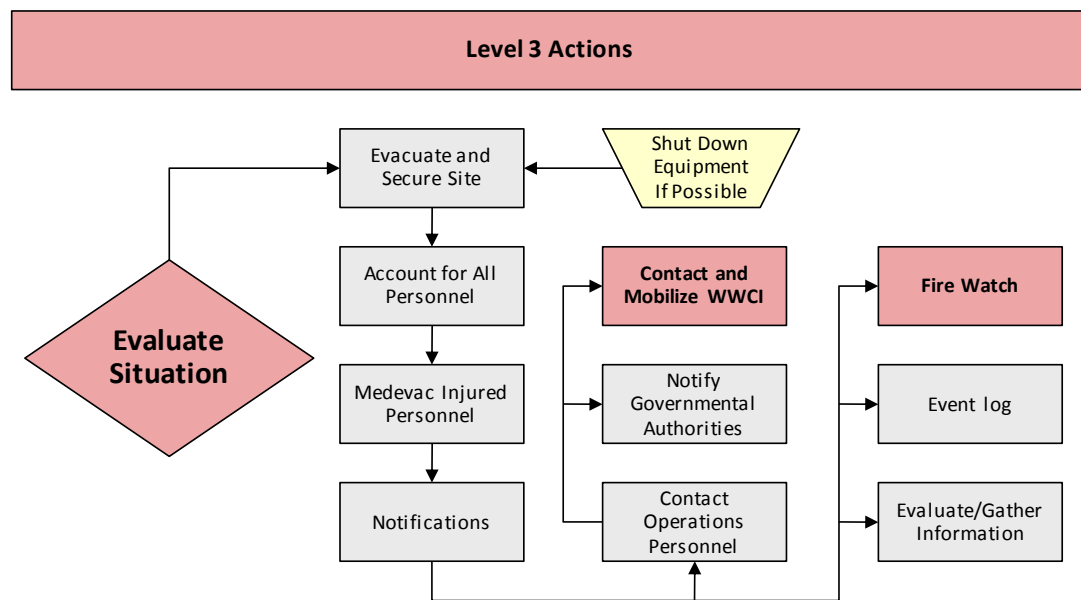 Level 3 Actions
Evacuate and
Secure Site
Shut Down
Equipment
If Possible
Account for All
Personnel
Contact and
Mobilize WWCI
Fire Watch
Evaluate
Situation
Medevac Injured
Personnel
Notify
Governmental
Authorities
Event log
Notifications
Contact
Operations
Personnel
Evaluate/Gather
Information